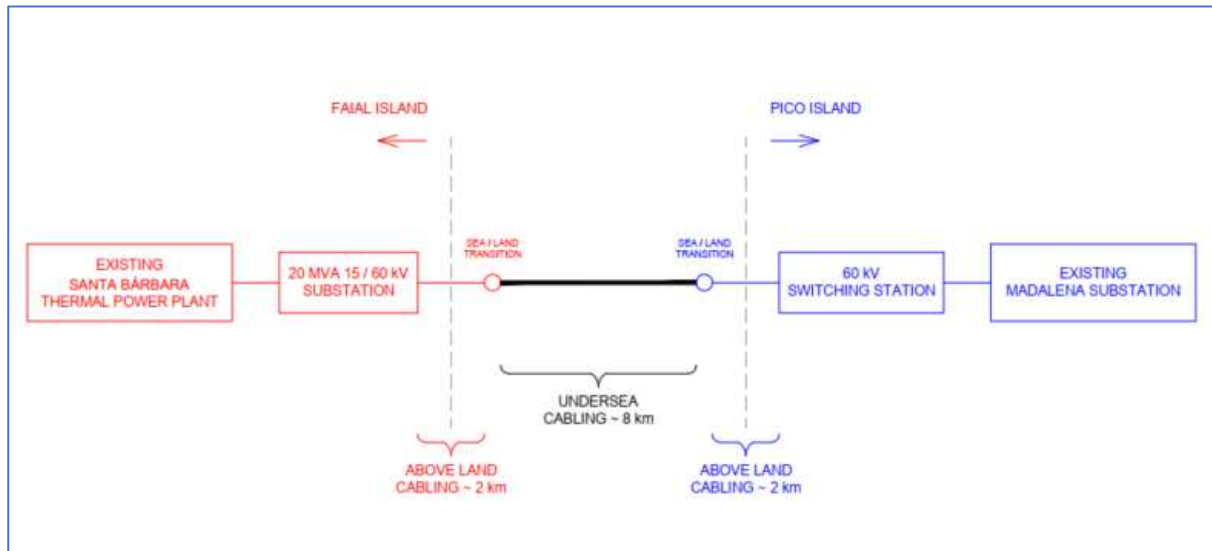 FAIAL ISLAND
PICO ISLAND
SEA / LAND
TRANSITION
SEA / LAND
TRANSITION
EXISTING
SANTA BÁRBARA
THERMAL POWER PLANT
20 MVA 15 / 60 kV
SUBSTATION
60 kV
SWITCHING STATION
EXISTING
MADALENA SUBSTATION
UNDERSEA
CABLING ~ 8 km
ABOVE LAND
CABLING ~ 2 km
ABOVE LAND
CABLING ~ 2 km